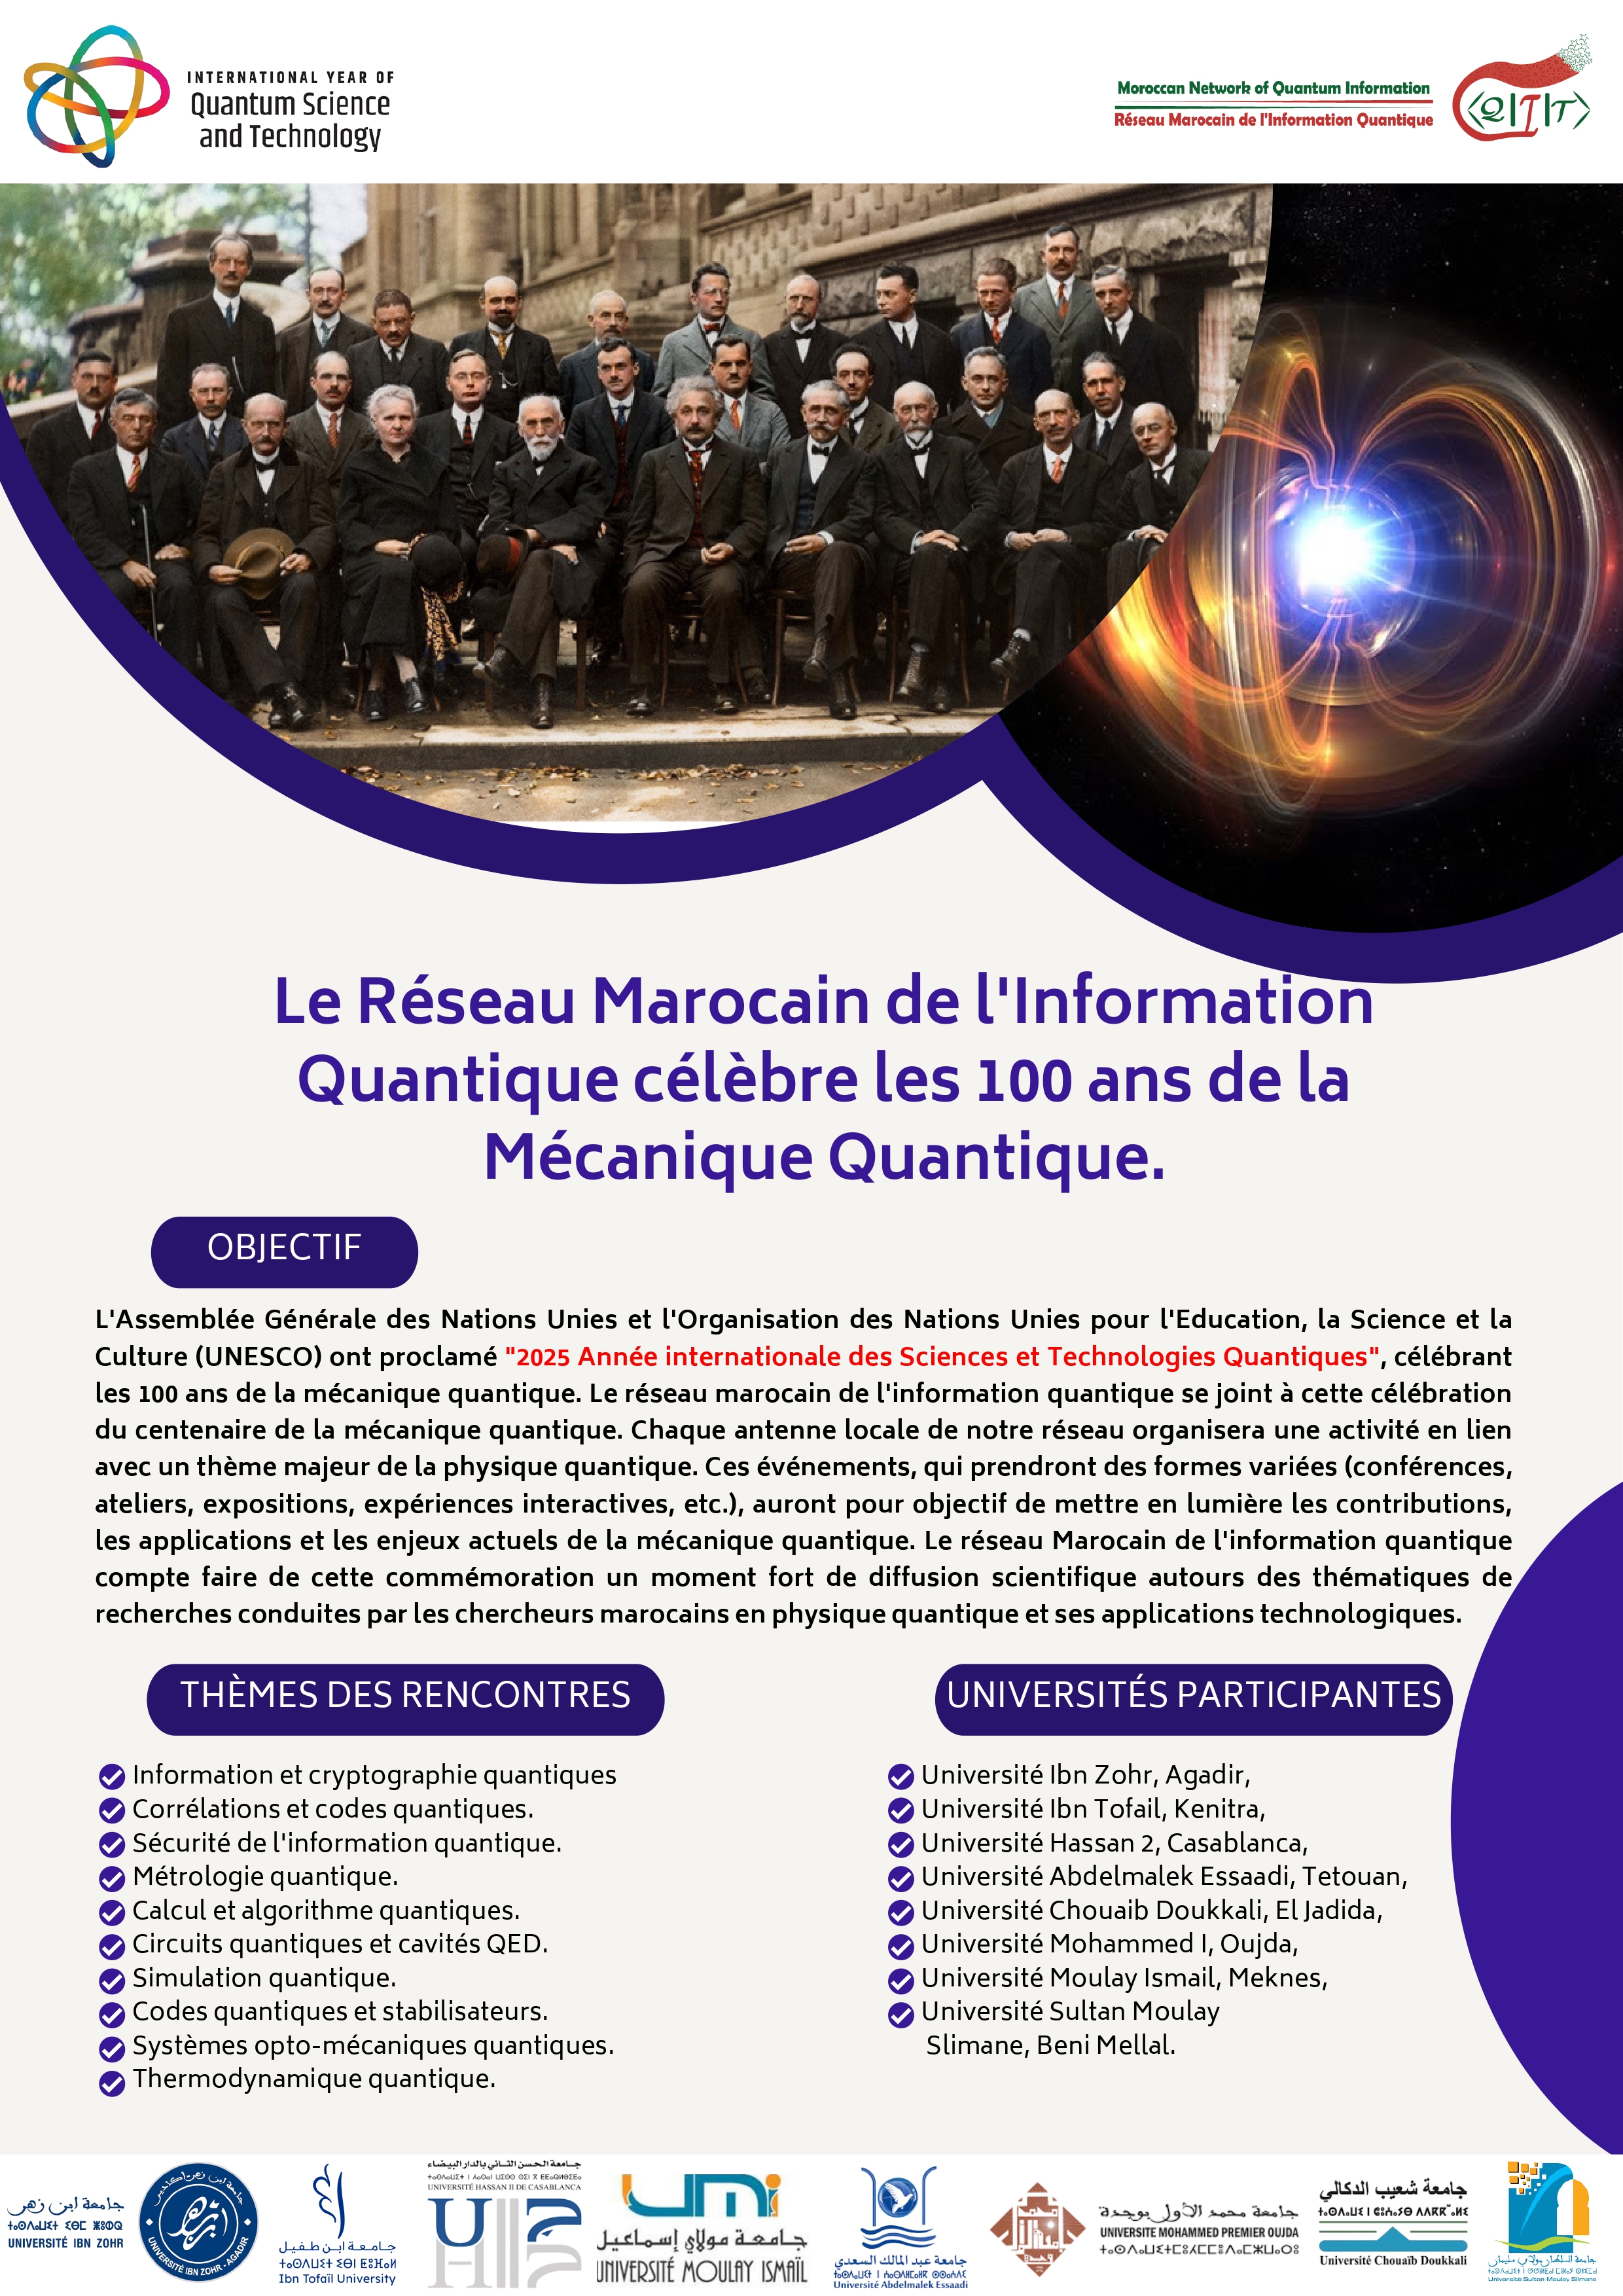 INTERNATIONAL YEAR OF
Quantum Science
and Technology
Moroccan Network of Quantum Information
Réseau Marocain de l'Information Quantique
⟨Q|I|T⟩
Le Réseau Marocain de l'Information
Quantique célèbre les 100 ans de la
Mécanique Quantique.
OBJECTIF
L'Assemblée Générale des Nations Unies et l'Organisation des Nations Unies pour l'Education, la Science et la
Culture (UNESCO) ont proclamé "2025 Année internationale des Sciences et Technologies Quantiques", célébrant
les 100 ans de la mécanique quantique. Le réseau marocain de l'information quantique se joint à cette célébration
du centenaire de la mécanique quantique. Chaque antenne locale de notre réseau organisera une activité en lien
avec un thème majeur de la physique quantique. Ces événements, qui prendront des formes variées (conférences,
ateliers, expositions, expériences interactives, etc.), auront pour objectif de mettre en lumière les contributions,
les applications et les enjeux actuels de la mécanique quantique. Le réseau Marocain de l'information quantique
compte faire de cette commémoration un moment fort de diffusion scientifique autours des thématiques de
recherches conduites par les chercheurs marocains en physique quantique et ses applications technologiques.
THÈMES DES RENCONTRES
Information et cryptographie quantiques
Corrélations et codes quantiques.
Sécurité de l'information quantique.
Métrologie quantique.
Calcul et algorithme quantiques.
Circuits quantiques et cavités QED.
Simulation quantique.
Codes quantiques et stabilisateurs.
Systèmes opto-mécaniques quantiques.
Thermodynamique quantique.
UNIVERSITÉS PARTICIPANTES
Université Ibn Zohr, Agadir,
Université Ibn Tofail, Kenitra,
Université Hassan 2, Casablanca,
Université Abdelmalek Essaadi, Tetouan,
Université Chouaib Doukkali, El Jadida,
Université Mohammed I, Oujda,
Université Moulay Ismail, Meknes,
Université Sultan Moulay
Slimane, Beni Mellal.
جامعة ابن زهر
UNIVERSITÉ IBN ZOHR
UNIVERSITÉ IBN ZOHR - AGADIR
جامعة ابن طفيل
Ibn Tofaïl University
جامعة الحسن الثاني بالدار البيضاء
UNIVERSITÉ HASSAN II DE CASABLANCA
UH2
umi
جامعة مولاي إسماعيل
UNIVERSITÉ MOULAY ISMAÏL
جامعة عبد المالك السعدي
Université Abdelmalek Essaadi
جامعة محمد الأول بوجدة
UNIVERSITE MOHAMMED PREMIER OUJDA
جامعة شعيب الدكالي
Université Chouaïb Doukkali
جامعة السلطان مولاي سليمان
Université Sultan Moulay Slimane